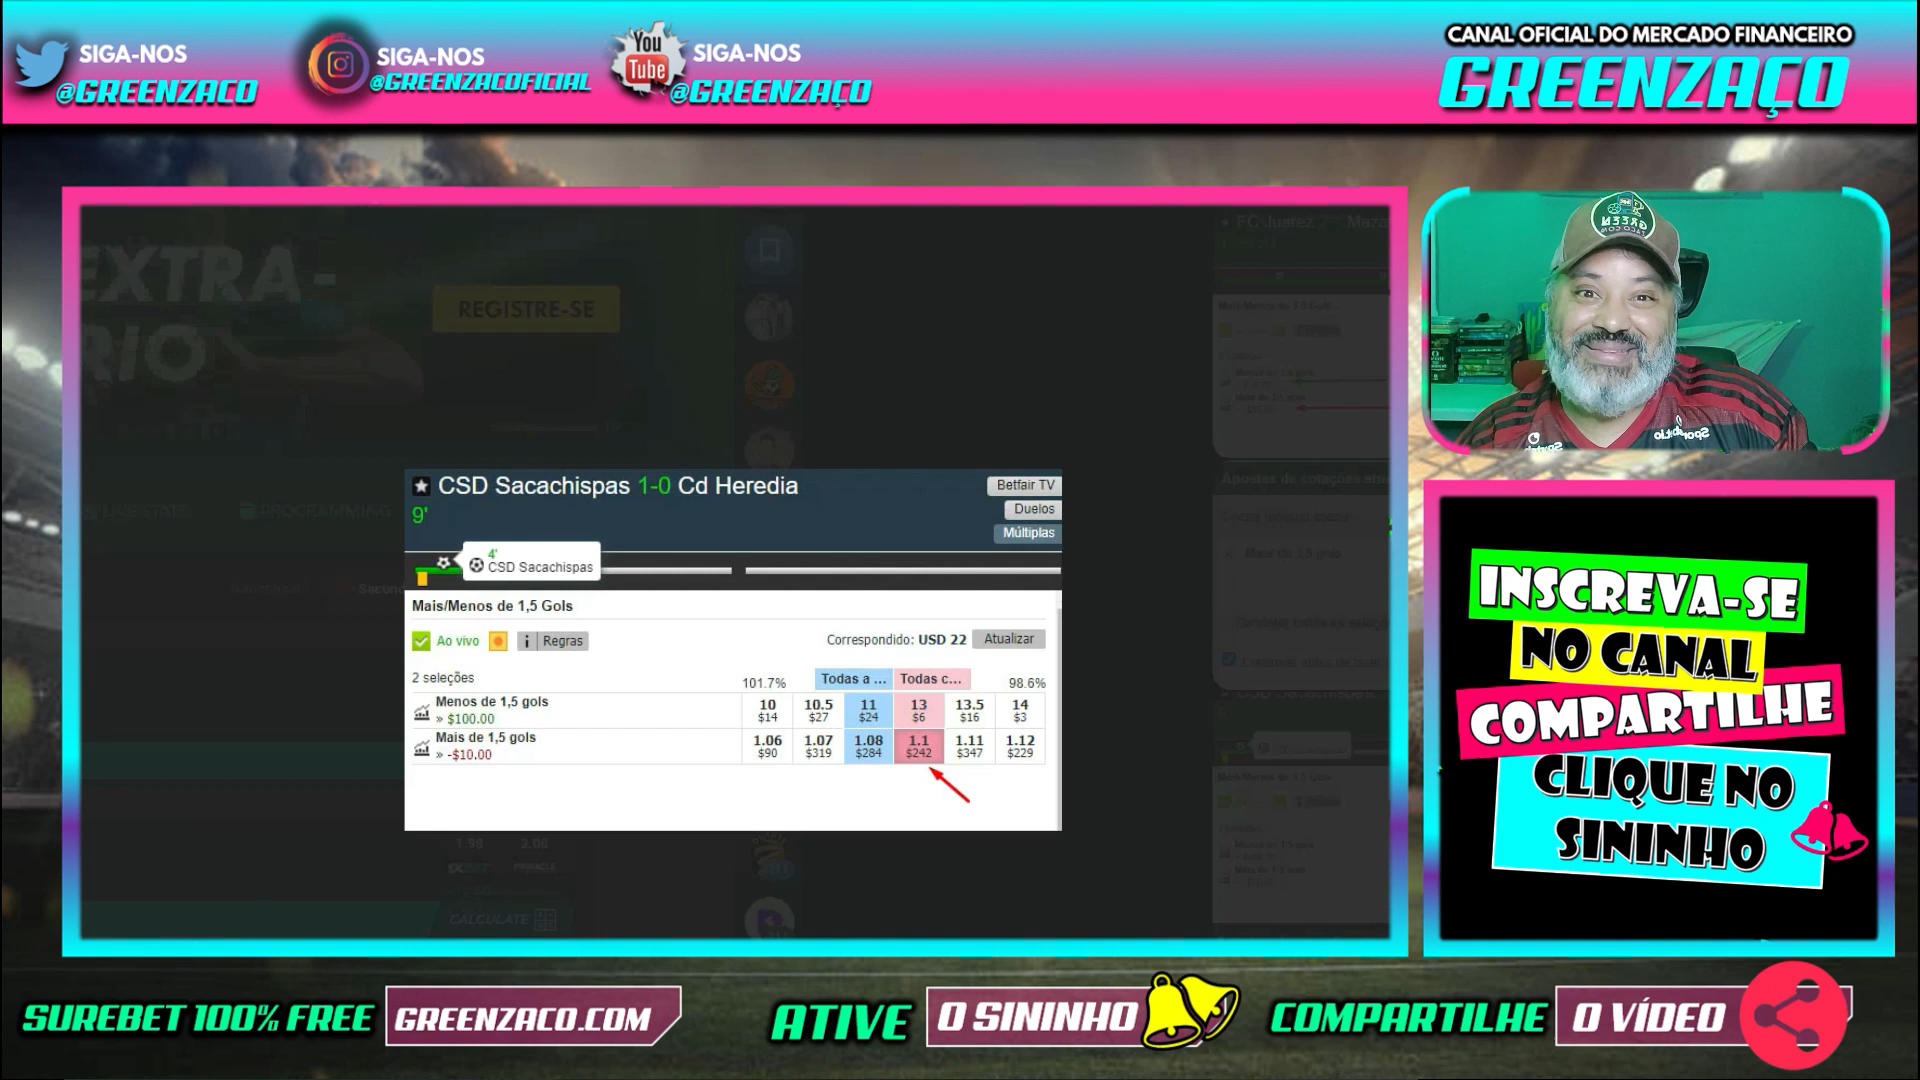 SIGA-NOS
@GREENZACO
SIGA-NOS
@GREENZACOFICIAL
You
Tube
SIGA-NOS
@GREENZAÇO
CANAL OFICIAL DO MERCADO FINANCEIRO
GREENZAÇO
EXTRA-
RIO
REGISTRE-SE
FC Juarez
PROGRAMMING
CSD Sacachispas 1-0 Cd Heredia
9'
Betfair TV
Duelos
Múltiplas
4'
CSD Sacachispas
Mais/Menos de 1,5 Gols
Ao vivo
i Regras
Correspondido: USD 22
Atualizar
2 seleções
101.7%
Todas a ...
Todas c...
98.6%
Menos de 1,5 gols
» $100.00
10 10.5 11 13 13.5 14
$14 $27 $24 $6 $16 $3
Mais de 1,5 gols
» -$10.00
1.06 1.07 1.08 1.1 1.11 1.12
$90 $319 $284 $242 $347 $229
CALCULATE
INSCREVA-SE
NO CANAL
COMPARTILHE
CLIQUE NO
SININHO
SUREBET 100% FREE
GREENZACO.COM
ATIVE
O SININHO
COMPARTILHE
O VÍDEO